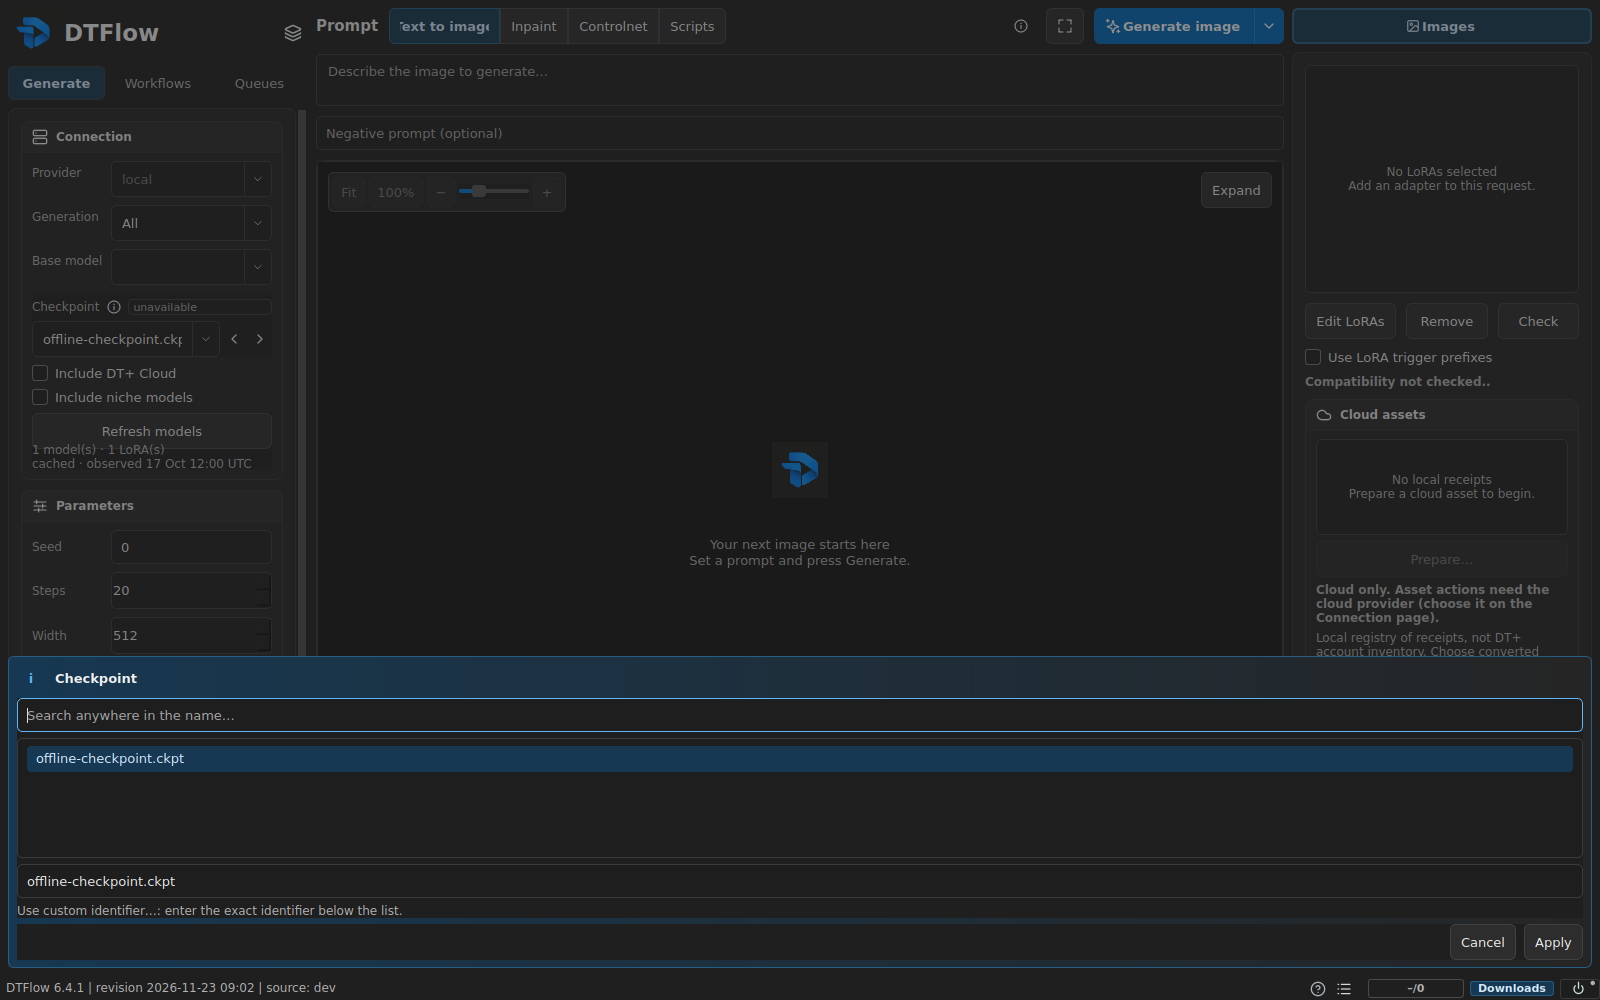 DTFlow
Generate
Workflows
Queues
Connection
Provider
local
Generation
All
Base model
Checkpoint
unavailable
offline-checkpoint.ckp
Include DT+ Cloud
Include niche models
Refresh models
1 model(s) · 1 LoRA(s)
cached · observed 17 Oct 12:00 UTC
Parameters
Seed
0
Steps
20
Width
512
Prompt
Text to image
Inpaint
Controlnet
Scripts
Generate image
Describe the image to generate...
Negative prompt (optional)
Fit
100%
−
+
Expand
Your next image starts here
Set a prompt and press Generate.
Images
No LoRAs selected
Add an adapter to this request.
Edit LoRAs
Remove
Check
Use LoRA trigger prefixes
Compatibility not checked..
Cloud assets
No local receipts
Prepare a cloud asset to begin.
Prepare...
Cloud only. Asset actions need the
cloud provider (choose it on the
Connection page).
Local registry of receipts, not DT+
account inventory. Choose converted
i
Checkpoint
Search anywhere in the name...
offline-checkpoint.ckpt
offline-checkpoint.ckpt
Use custom identifier...: enter the exact identifier below the list.
Cancel
Apply
DTFlow 6.4.1 | revision 2026-11-23 09:02 | source: dev
-/0
Downloads